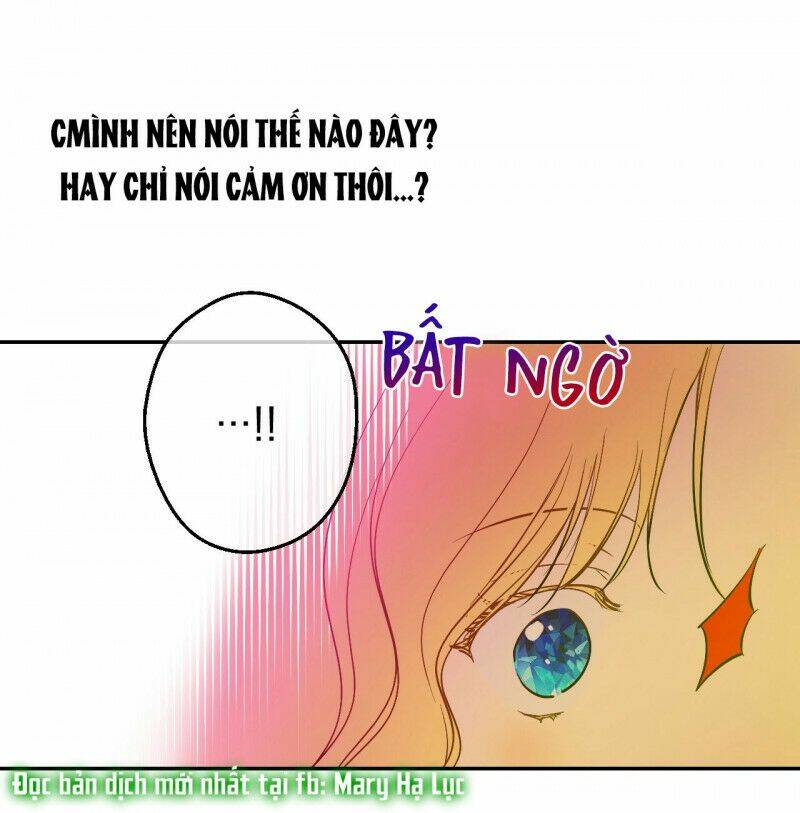 CMÌNH NÊN NÓI THẾ NÀO ĐÂY?
HAY CHỈ NÓI CẢM ƠN THÔI...?
BẤT NGỜ
...!!
Đọc bản dịch mới nhất tại fb: Mary Hạ Lục